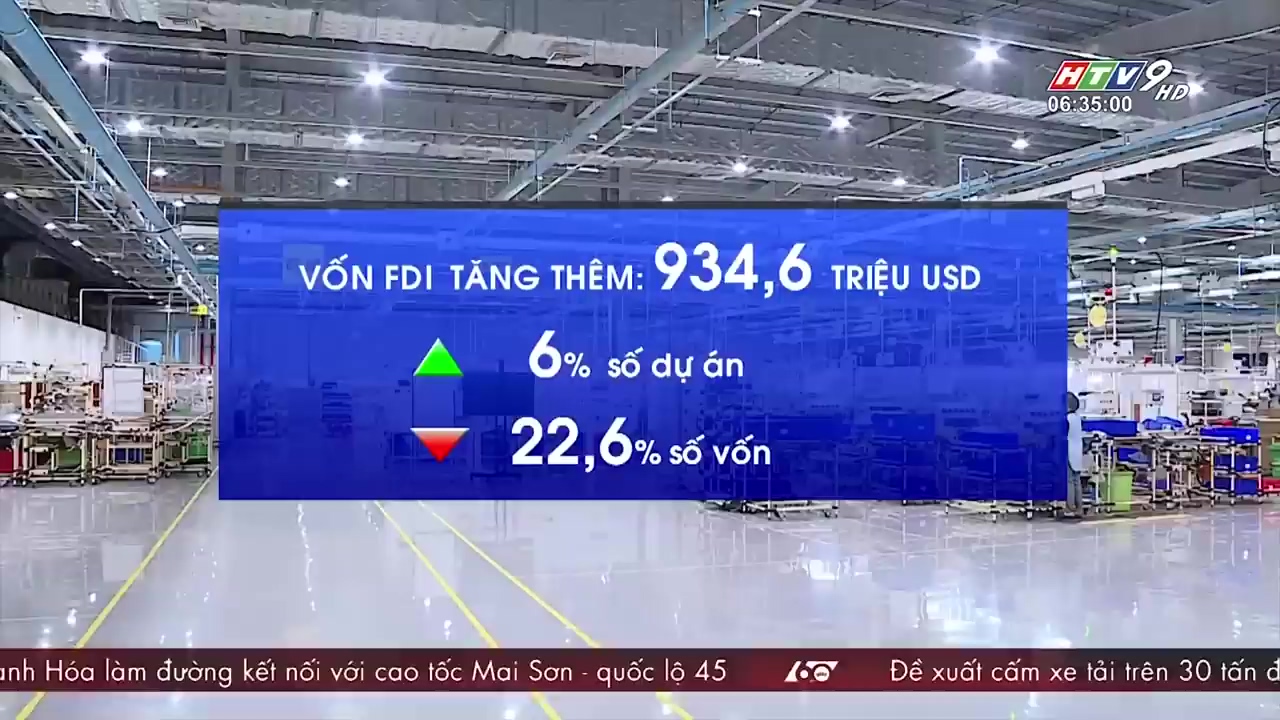 HTV9 HD
06:35:00
VỐN FDI TĂNG THÊM: 934,6 TRIỆU USD
6% số dự án
22,6% số vốn
anh Hóa làm đường kết nối với cao tốc Mai Sơn - quốc lộ 45
60 Đề xuất cấm xe tải trên 30 tấn đ